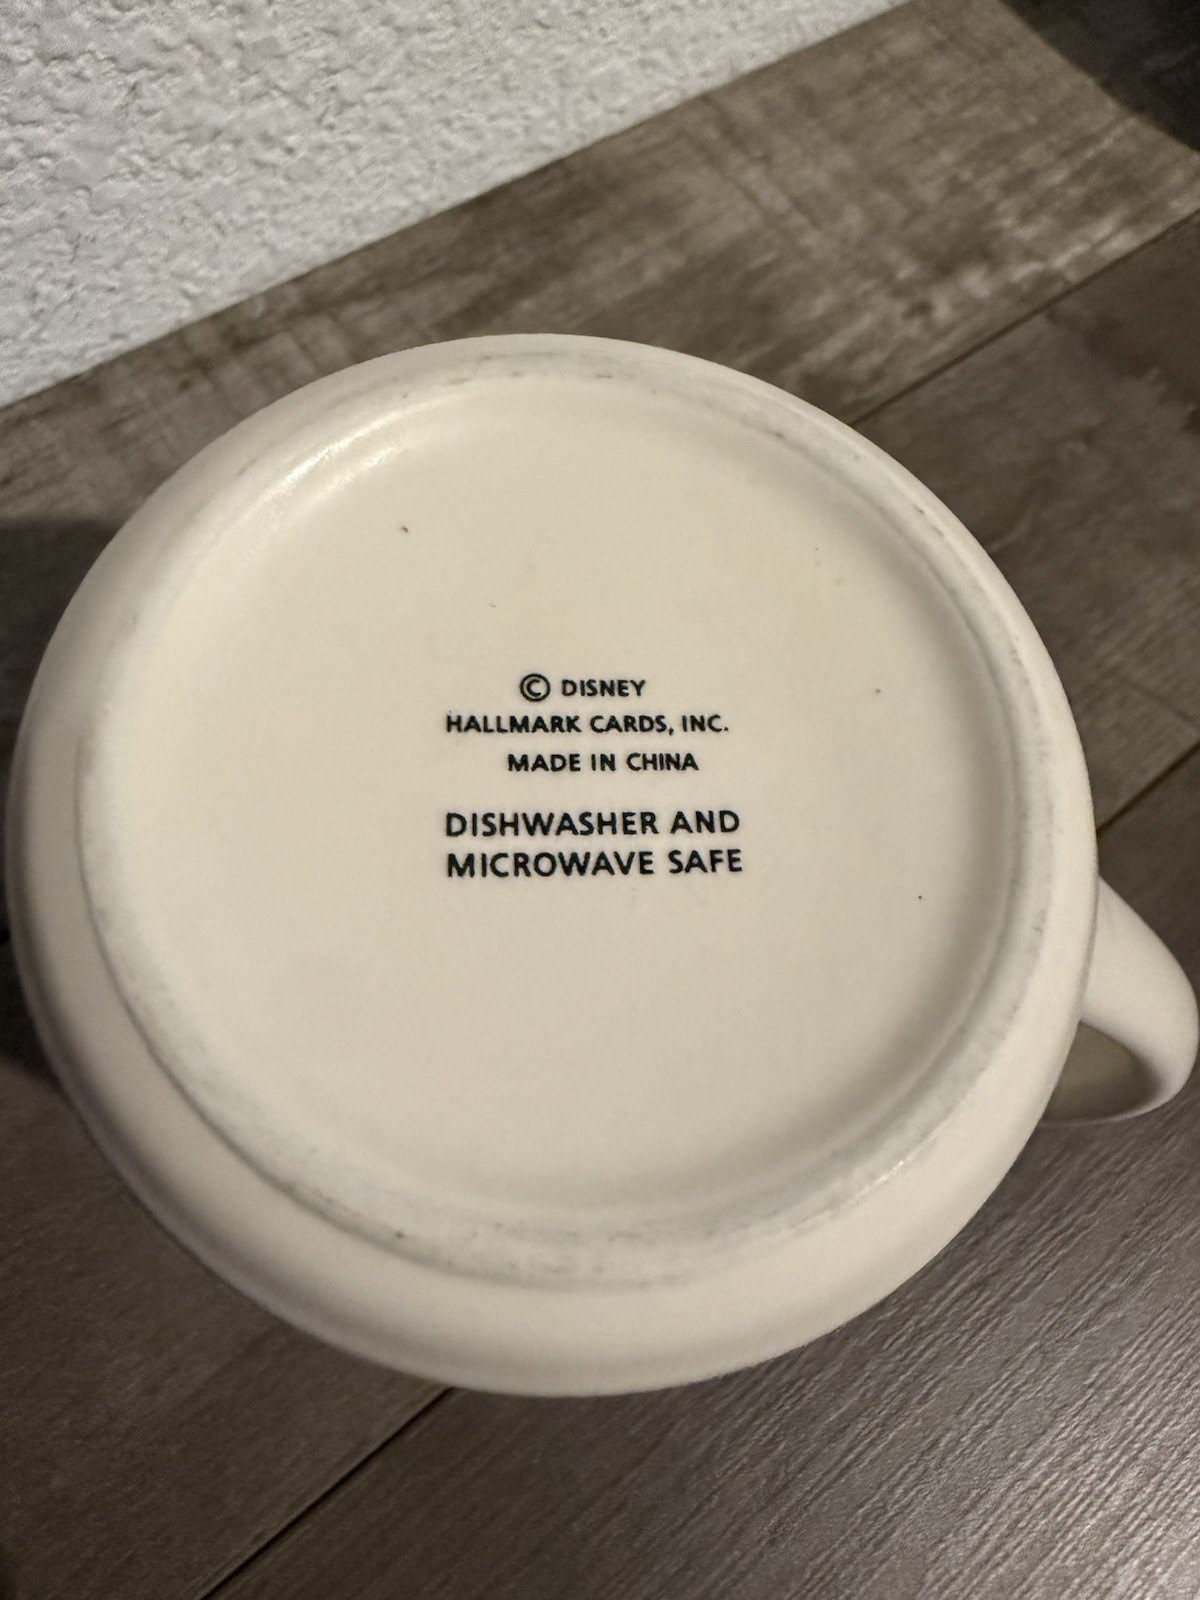 © DISNEY
HALLMARK CARDS, INC.
MADE IN CHINA
DISHWASHER AND
MICROWAVE SAFE